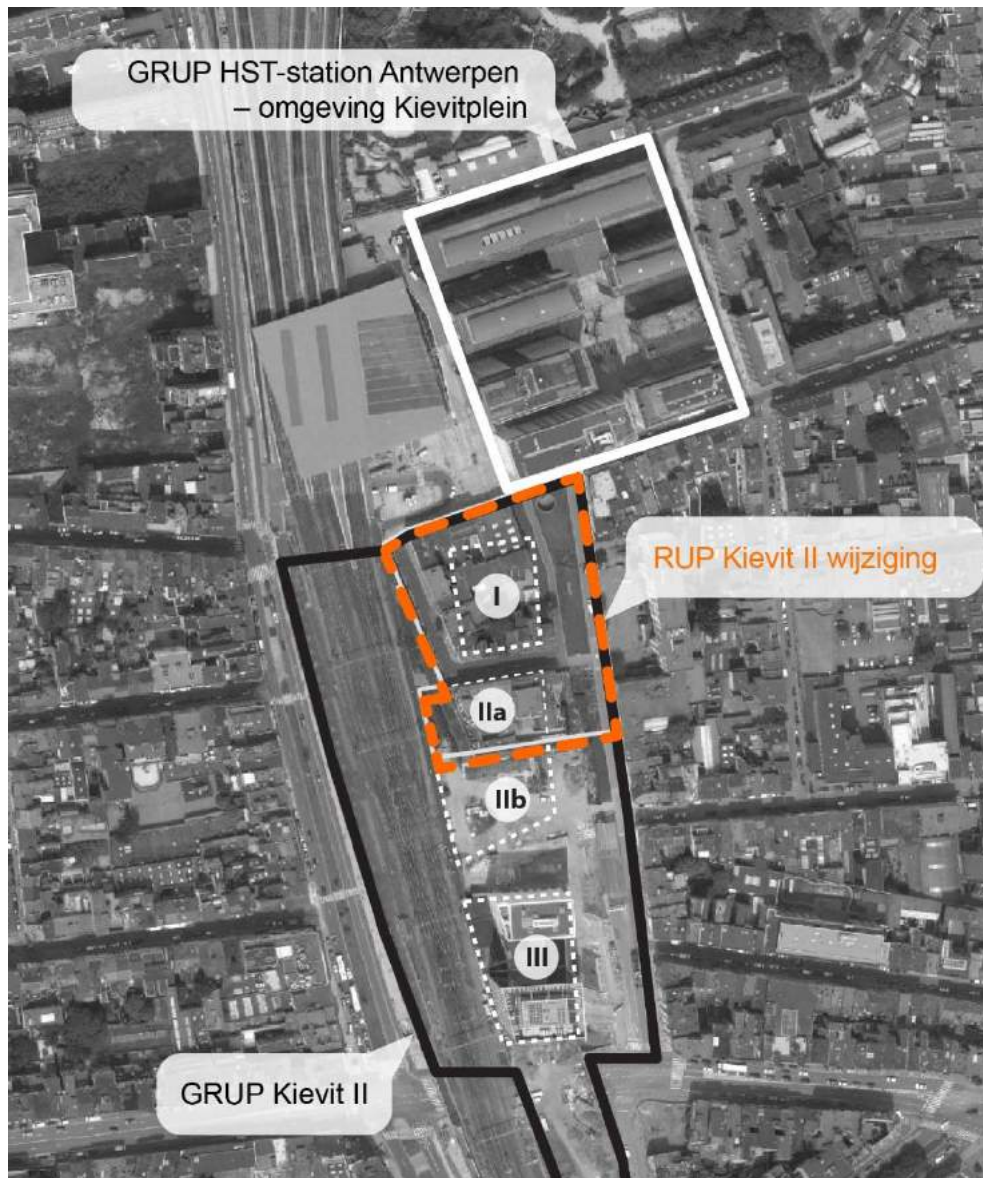 GRUP HST-station Antwerpen
– omgeving Kievitplein
I
RUP Kievit II wijziging
IIa
IIb
III
GRUP Kievit II